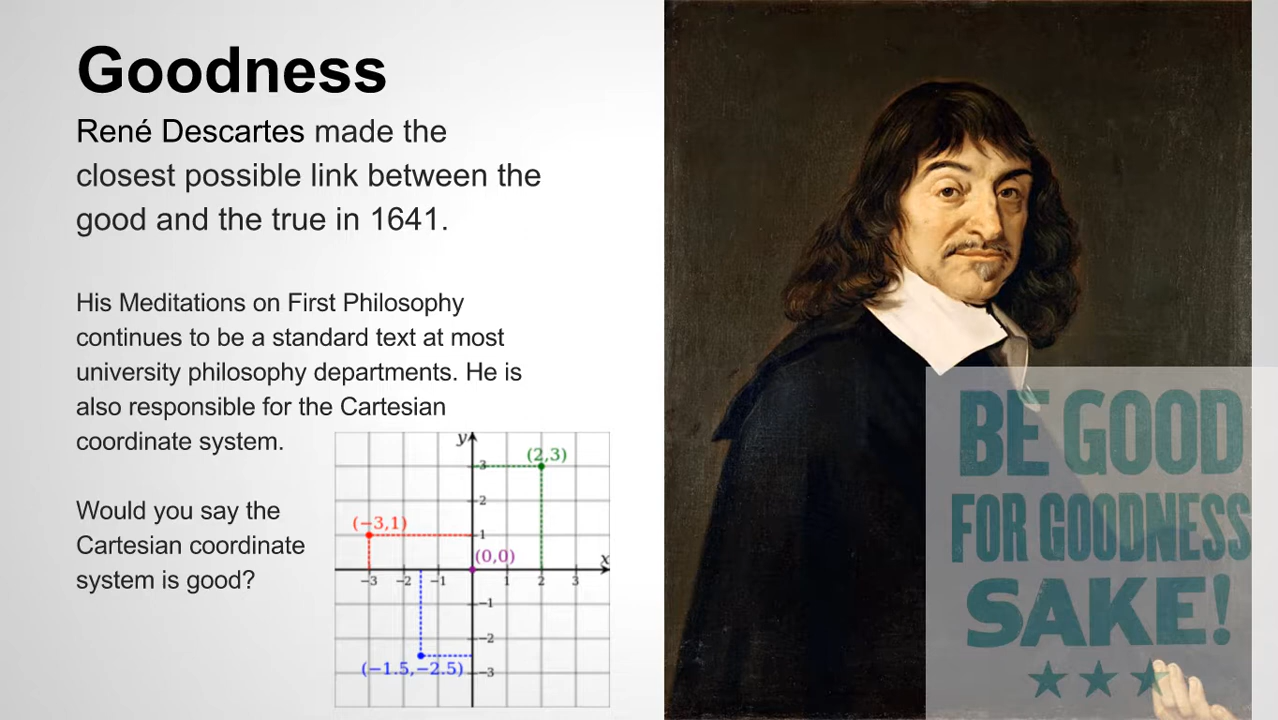 Goodness
René Descartes made the
closest possible link between the
good and the true in 1641.
His Meditations on First Philosophy
continues to be a standard text at most
university philosophy departments. He is
also responsible for the Cartesian
coordinate system.
Would you say the
Cartesian coordinate
system is good?
y
3
(2,3)
2
(−3,1)
1
(0,0)
x
−3 −2 −1 1 2 3
−1
−2
(−1.5,−2.5)
−3
BE GOOD
FOR GOODNESS
SAKE!